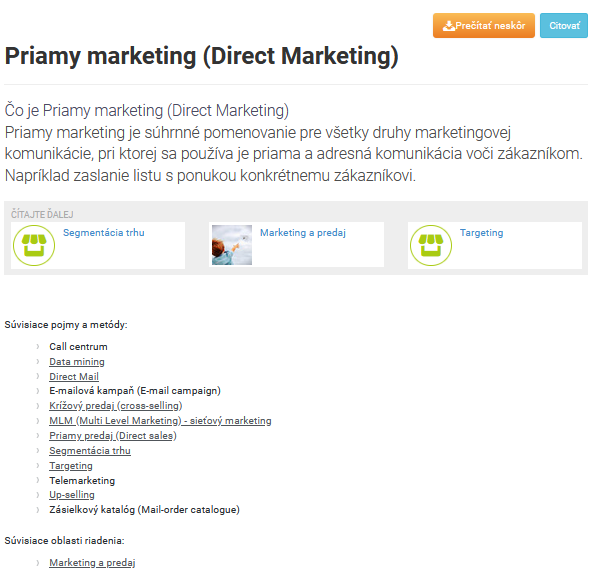 Prečítať neskôr
Citovať
Priamy marketing (Direct Marketing)
Čo je Priamy marketing (Direct Marketing)
Priamy marketing je súhrnné pomenovanie pre všetky druhy marketingovej
komunikácie, pri ktorej sa používa je priama a adresná komunikácia voči zákazníkom.
Napríklad zaslanie listu s ponukou konkrétnemu zákazníkovi.
ČÍTAJTE ĎALEJ
Segmentácia trhu
Marketing a predaj
Targeting
Súvisiace pojmy a metódy:
Call centrum
Data mining
Direct Mail
E-mailová kampaň (E-mail campaign)
Krížový predaj (cross-selling)
MLM (Multi Level Marketing) - sieťový marketing
Priamy predaj (Direct sales)
Segmentácia trhu
Targeting
Telemarketing
Up-selling
Zásielkový katalóg (Mail-order catalogue)
Súvisiace oblasti riadenia:
Marketing a predaj